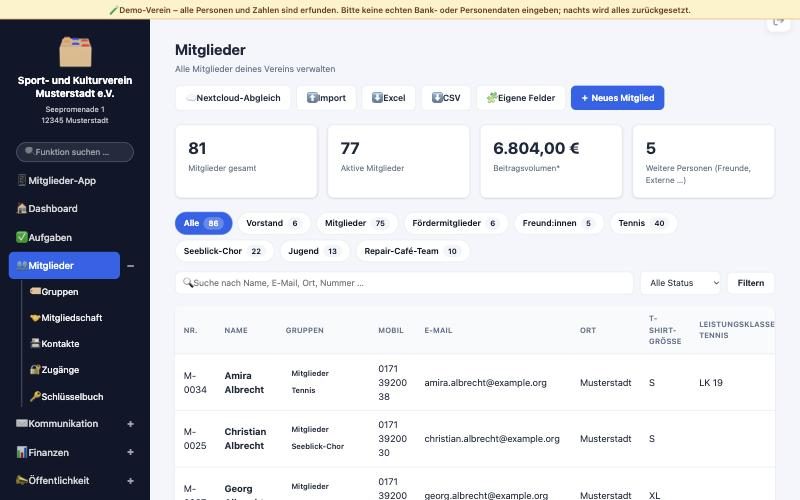 Demo-Verein – alle Personen und Zahlen sind erfunden. Bitte keine echten Bank- oder Personendaten eingeben; nachts wird alles zurückgesetzt.
Sport- und Kulturverein
Musterstadt e.V.
Seepromenade 1
12345 Musterstadt
Funktion suchen ...
Mitglieder-App
Dashboard
Aufgaben
Mitglieder –
Gruppen
Mitgliedschaft
Kontakte
Zugänge
Schlüsselbuch
Kommunikation +
Finanzen +
Öffentlichkeit +
Mitglieder
Alle Mitglieder deines Vereins verwalten
Nextcloud-Abgleich Import Excel CSV Eigene Felder + Neues Mitglied
81 77 6.804,00 € 5
Mitglieder gesamt Aktive Mitglieder Beitragsvolumen* Weitere Personen (Freunde,
Externe ...)
Alle 86 Vorstand 6 Mitglieder 75 Fördermitglieder 6 Freund:innen 5 Tennis 40
Seeblick-Chor 22 Jugend 13 Repair-Café-Team 10
Suche nach Name, E-Mail, Ort, Nummer ... Alle Status Filtern
NR. NAME GRUPPEN MOBIL E-MAIL ORT T-SHIRT-GRÖSSE LEISTUNGSKLASSE TENNIS
M-0034 Amira Albrecht Mitglieder Tennis 0171 39200 38 amira.albrecht@example.org Musterstadt S LK 19
M-0025 Christian Albrecht Mitglieder Seeblick-Chor 0171 39200 30 christian.albrecht@example.org Musterstadt S
M- Georg Mitglieder 0171 39200 georg.albrecht@example.org Musterstadt XL